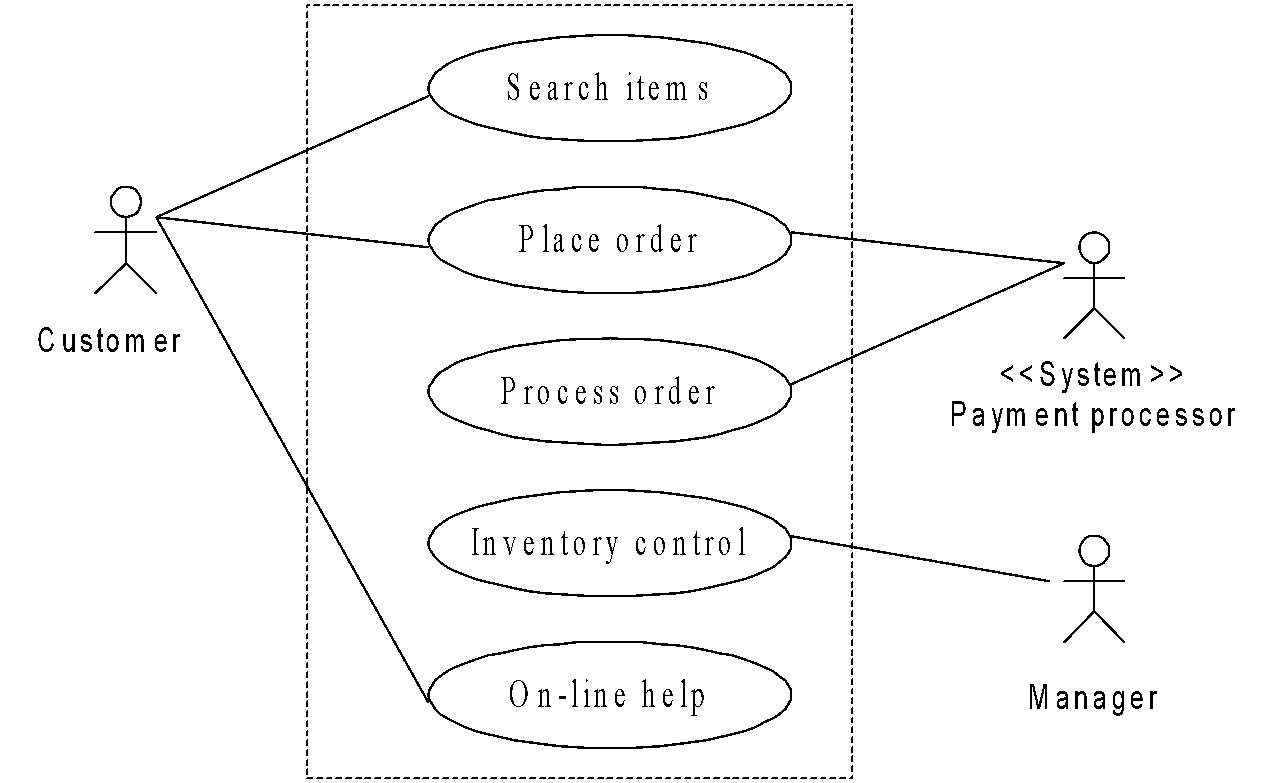 Search items
Place order
Customer
Process order
<<System>>
Payment processor
Inventory control
On-line help
Manager